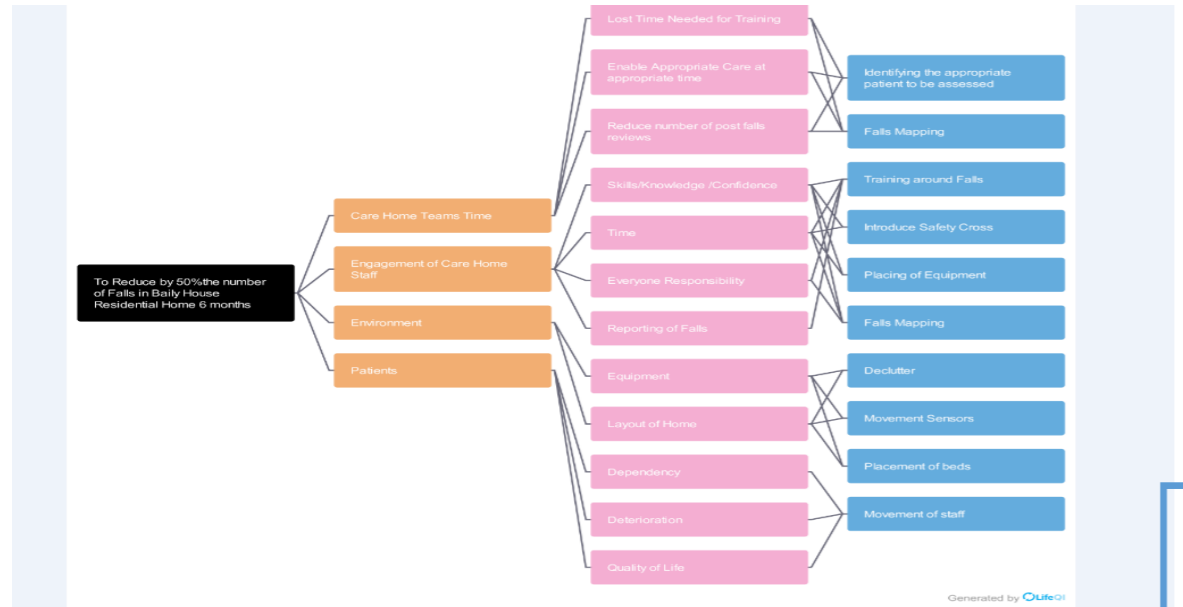 Lost Time Needed for Training
Enable Appropriate Care at
appropriate time
Identifying the appropriate
patient to be assessed
Reduce number of post falls
reviews
Falls Mapping
Skills/Knowledge /Confidence
Training around Falls
Care Home Teams Time
Time
Introduce Safety Cross
Engagement of Care Home
Staff
To Reduce by 50%the number
of Falls in Baily House
Residential Home 6 months
Everyone Responsibility
Placing of Equipment
Environment
Reporting of Falls
Falls Mapping
Patients
Equipment
Declutter
Layout of Home
Movement Sensors
Dependency
Placement of beds
Deterioration
Movement of staff
Quality of Life
Generated by LifeQI